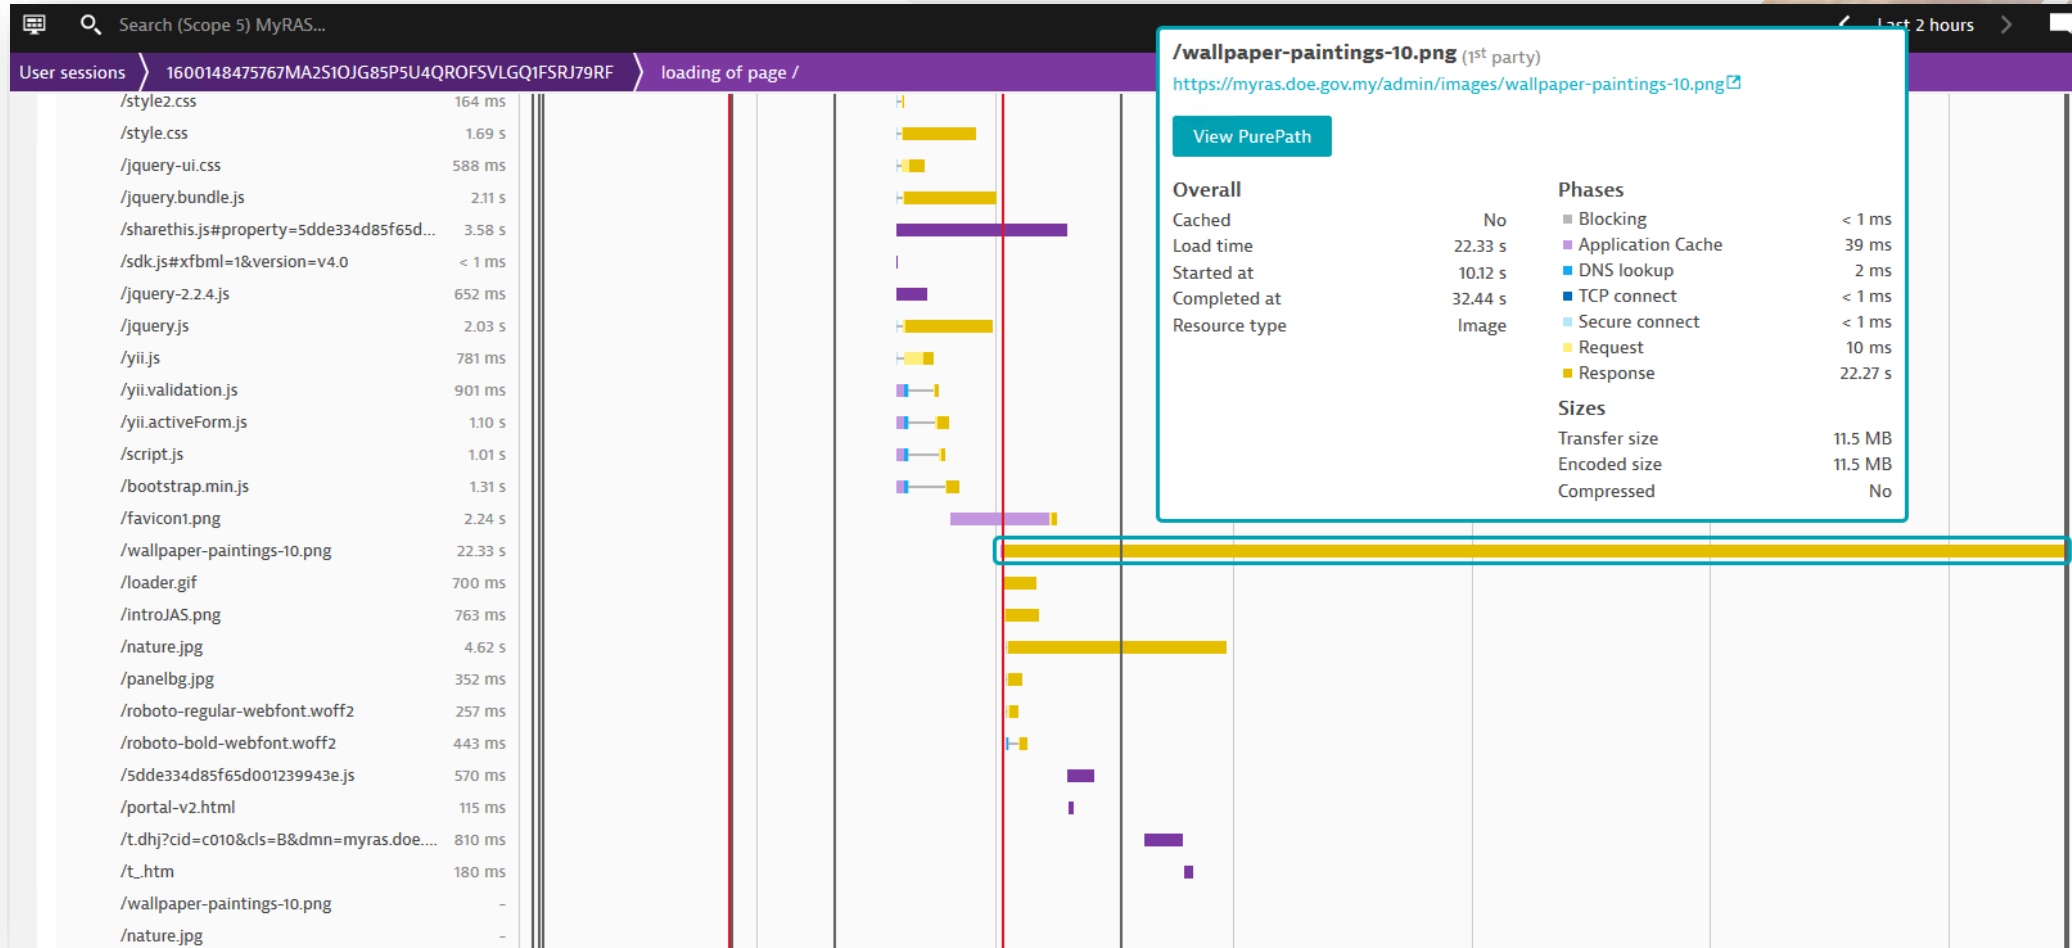 Search (Scope 5) MyRAS...
Last 2 hours
User sessions 1600148475767MA2S1OJG85P5U4QROFSVLGQ1FSRJ79RF loading of page /
/style2.css 164 ms
/style.css 1.69 s
/jquery-ui.css 588 ms
/jquery.bundle.js 2.11 s
/sharethis.js#property=5dde334d85f65d... 3.58 s
/sdk.js#xfbml=1&version=v4.0 < 1 ms
/jquery-2.2.4.js 652 ms
/jquery.js 2.03 s
/yii.js 781 ms
/yii.validation.js 901 ms
/yii.activeForm.js 1.10 s
/script.js 1.01 s
/bootstrap.min.js 1.31 s
/favicon1.png 2.24 s
/wallpaper-paintings-10.png 22.33 s
/loader.gif 700 ms
/introJAS.png 763 ms
/nature.jpg 4.62 s
/panelbg.jpg 352 ms
/roboto-regular-webfont.woff2 257 ms
/roboto-bold-webfont.woff2 443 ms
/5dde334d85f65d001239943e.js 570 ms
/portal-v2.html 115 ms
/t.dhj?cid=c010&cls=B&dmn=myras.doe.... 810 ms
/t_.htm 180 ms
/wallpaper-paintings-10.png -
/nature.jpg -
/wallpaper-paintings-10.png (1st party)
https://myras.doe.gov.my/admin/images/wallpaper-paintings-10.png
View PurePath
Overall
Cached No
Load time 22.33 s
Started at 10.12 s
Completed at 32.44 s
Resource type Image
Phases
Blocking < 1 ms
Application Cache 39 ms
DNS lookup 2 ms
TCP connect < 1 ms
Secure connect < 1 ms
Request 10 ms
Response 22.27 s
Sizes
Transfer size 11.5 MB
Encoded size 11.5 MB
Compressed No